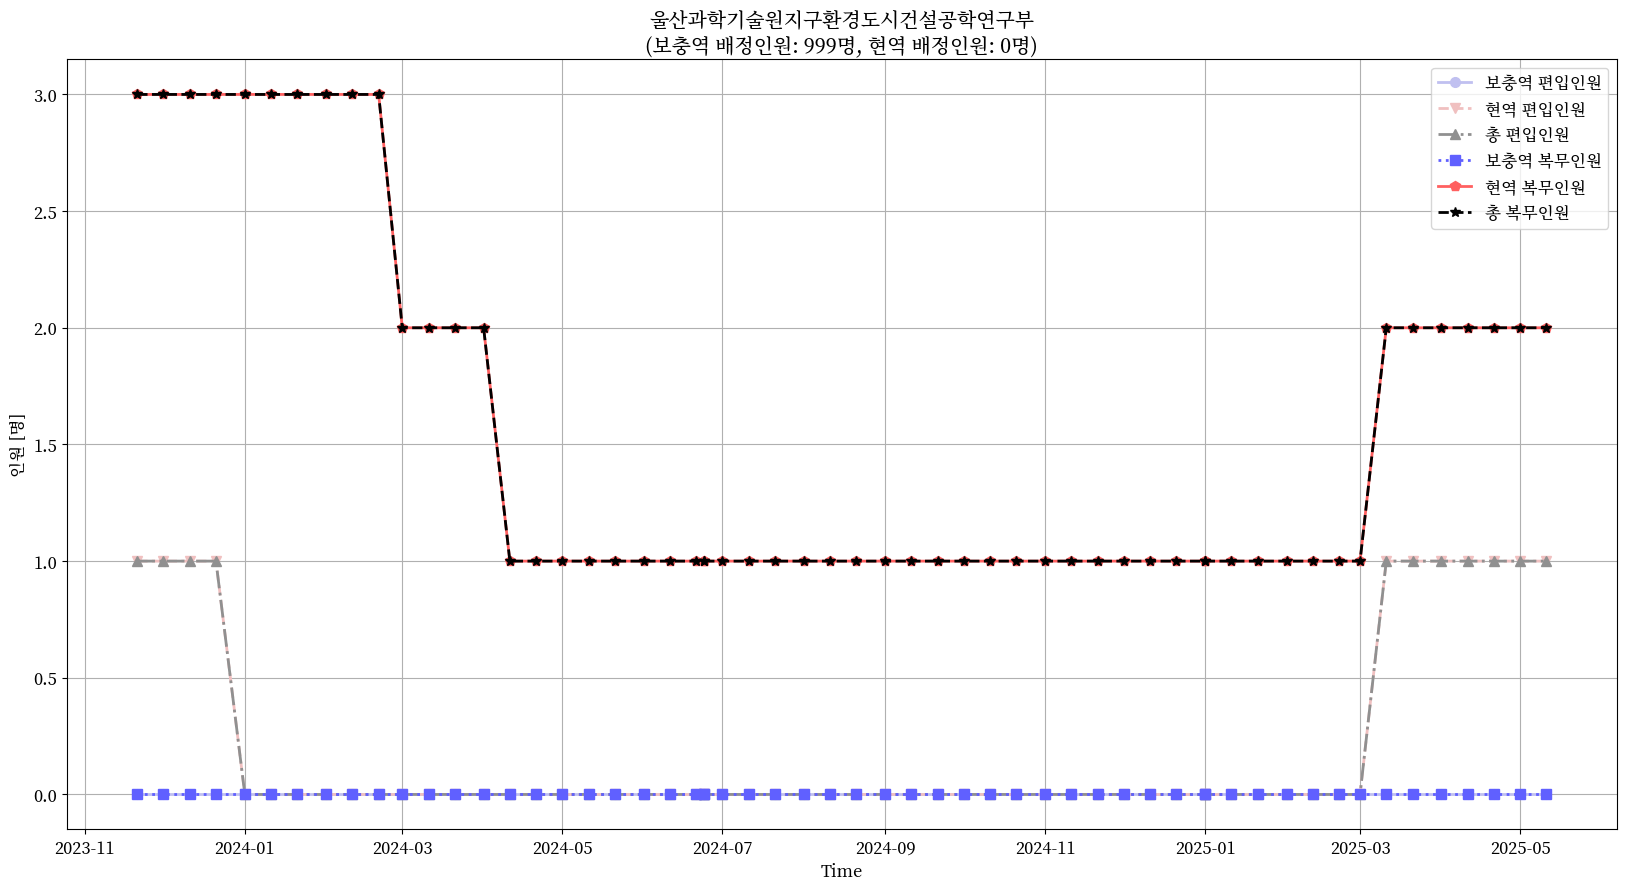 울산과학기술원지구환경도시건설공학연구부
(보충역 배정인원: 999명, 현역 배정인원: 0명)
보충역 편입인원
현역 편입인원
총 편입인원
보충역 복무인원
현역 복무인원
총 복무인원
인원 [명]
3.0
2.5
2.0
1.5
1.0
0.5
0.0
2023-11
2024-01
2024-03
2024-05
2024-07
2024-09
2024-11
2025-01
2025-03
2025-05
Time